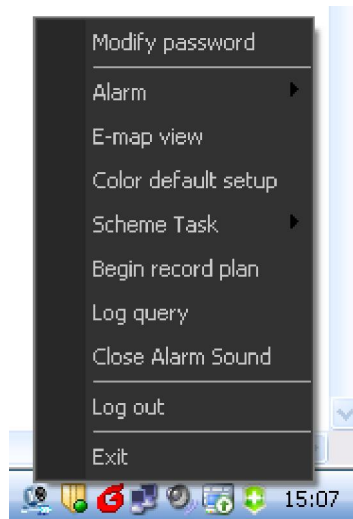 Modify password
Alarm
E-map view
Color default setup
Scheme Task
Begin record plan
Log query
Close Alarm Sound
Log out
Exit
15:07